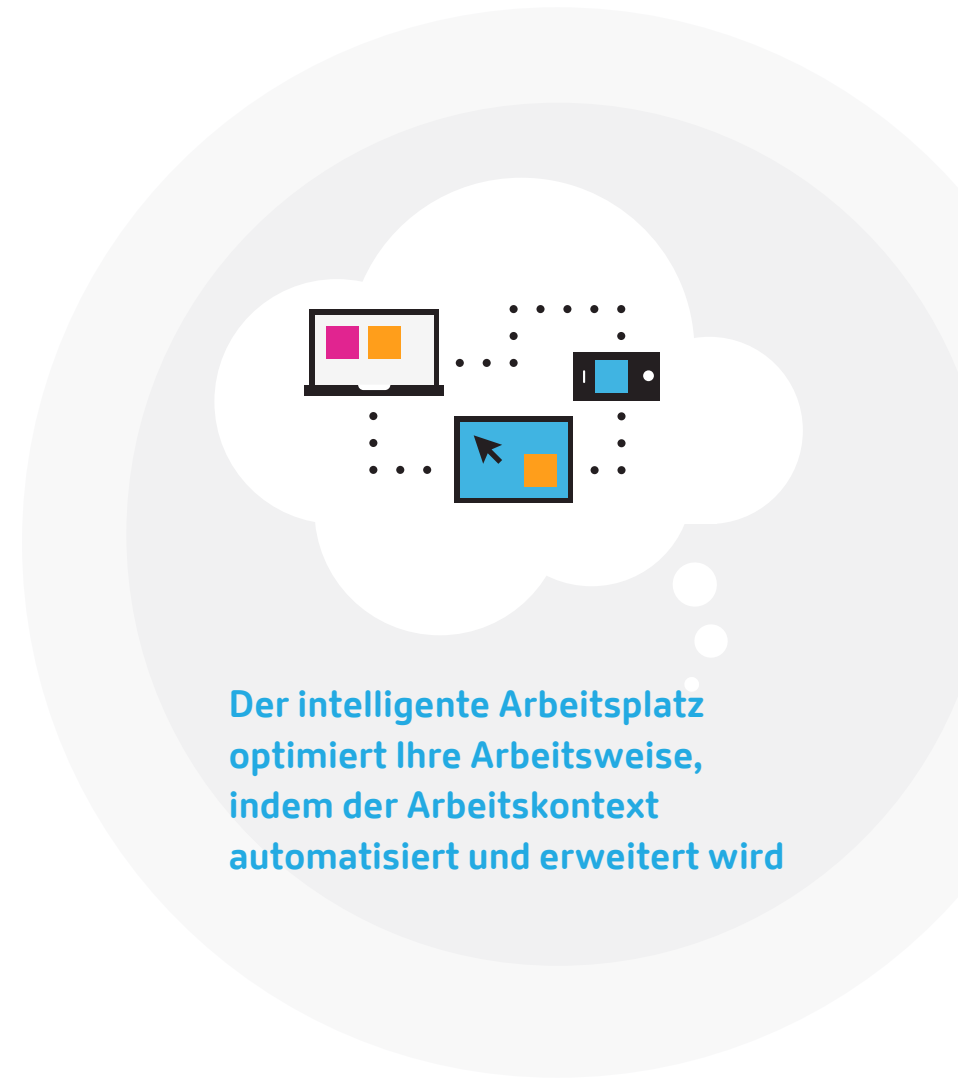 Der intelligente Arbeitsplatz
optimiert Ihre Arbeitsweise,
indem der Arbeitskontext
automatisiert und erweitert wird